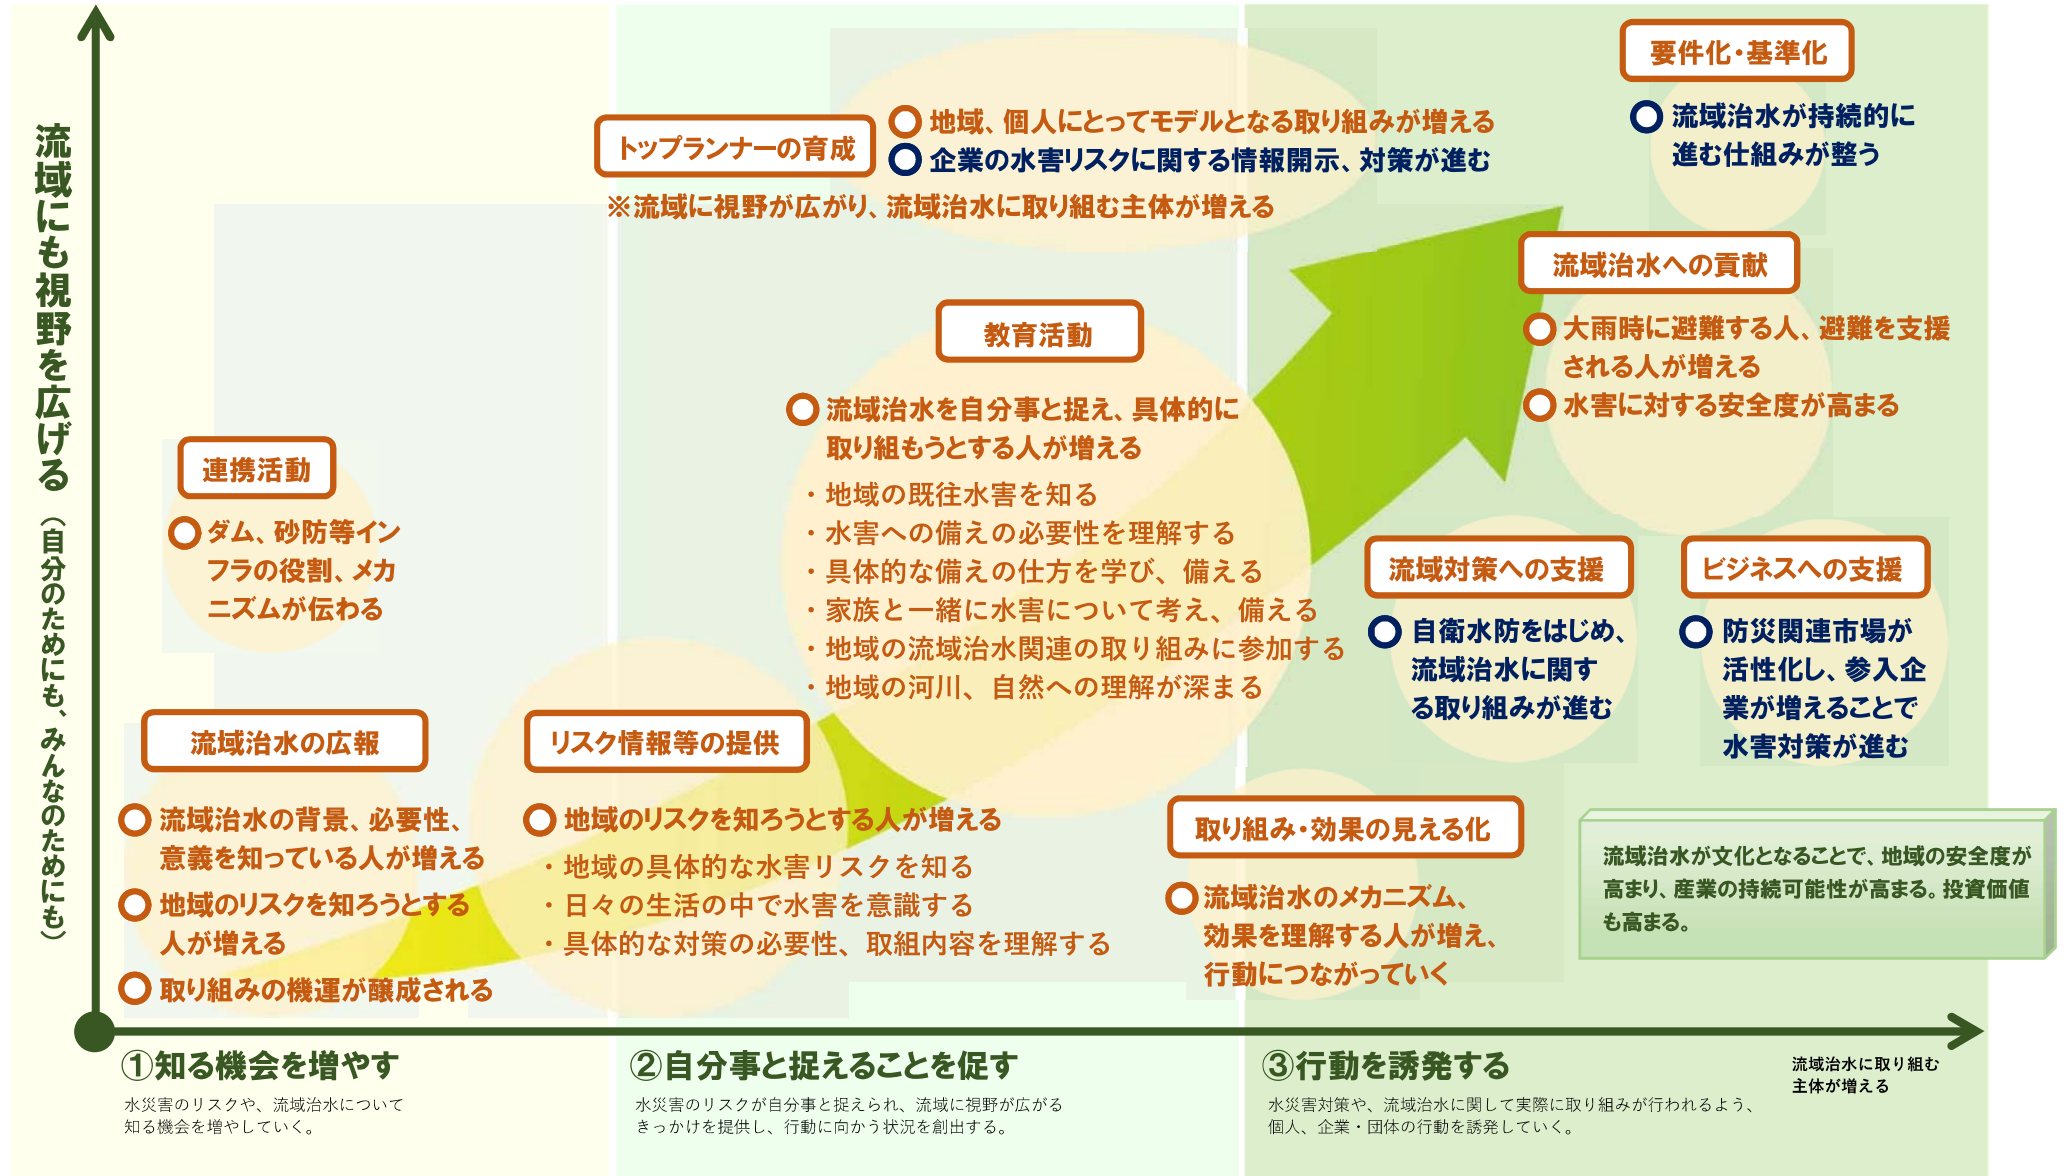 流域にも視野を広げる
（自分のためにも、みんなのためにも）
要件化・基準化
流域治水が持続的に
進む仕組みが整う
トップランナーの育成
地域、個人にとってモデルとなる取り組みが増える
企業の水害リスクに関する情報開示、対策が進む
※流域に視野が広がり、流域治水に取り組む主体が増える
流域治水への貢献
大雨時に避難する人、避難を支援
される人が増える
水害に対する安全度が高まる
教育活動
流域治水を自分事と捉え、具体的に
取り組もうとする人が増える
・地域の既往水害を知る
・水害への備えの必要性を理解する
・具体的な備えの仕方を学び、備える
・家族と一緒に水害について考え、備える
・地域の流域治水関連の取り組みに参加する
・地域の河川、自然への理解が深まる
連携活動
ダム、砂防等イン
フラの役割、メカ
ニズムが伝わる
流域対策への支援
自衛水防をはじめ、
流域治水に関す
る取り組みが進む
ビジネスへの支援
防災関連市場が
活性化し、参入企
業が増えることで
水害対策が進む
流域治水の広報
流域治水の背景、必要性、
意義を知っている人が増える
地域のリスクを知ろうとする
人が増える
取り組みの機運が醸成される
リスク情報等の提供
地域のリスクを知ろうとする人が増える
・地域の具体的な水害リスクを知る
・日々の生活の中で水害を意識する
・具体的な対策の必要性、取組内容を理解する
取り組み・効果の見える化
流域治水のメカニズム、
効果を理解する人が増え、
行動につながっていく
流域治水が文化となることで、地域の安全度が
高まり、産業の持続可能性が高まる。投資価値
も高まる。
①知る機会を増やす
水災害のリスクや、流域治水について
知る機会を増やしていく。
②自分事と捉えることを促す
水災害のリスクが自分事と捉えられ、流域に視野が広がる
きっかけを提供し、行動に向かう状況を創出する。
③行動を誘発する
水災害対策や、流域治水に関して実際に取り組みが行われるよう、
個人、企業・団体の行動を誘発していく。
流域治水に取り組む
主体が増える